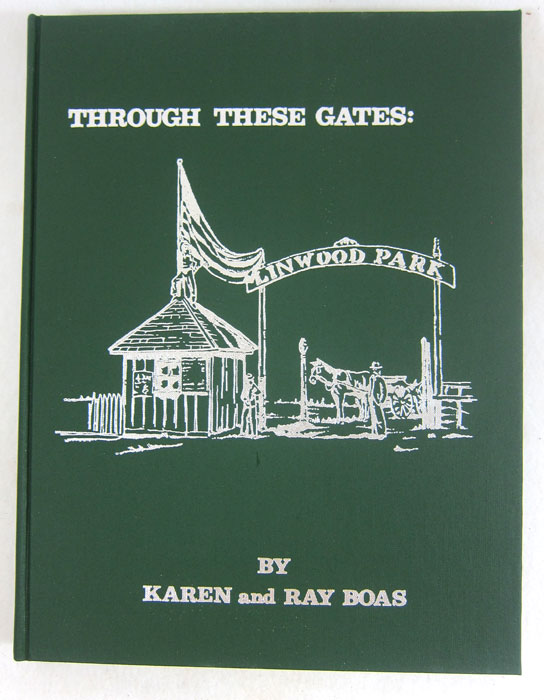 THROUGH THESE GATES:
LINWOOD PARK
BY
KAREN and RAY BOAS